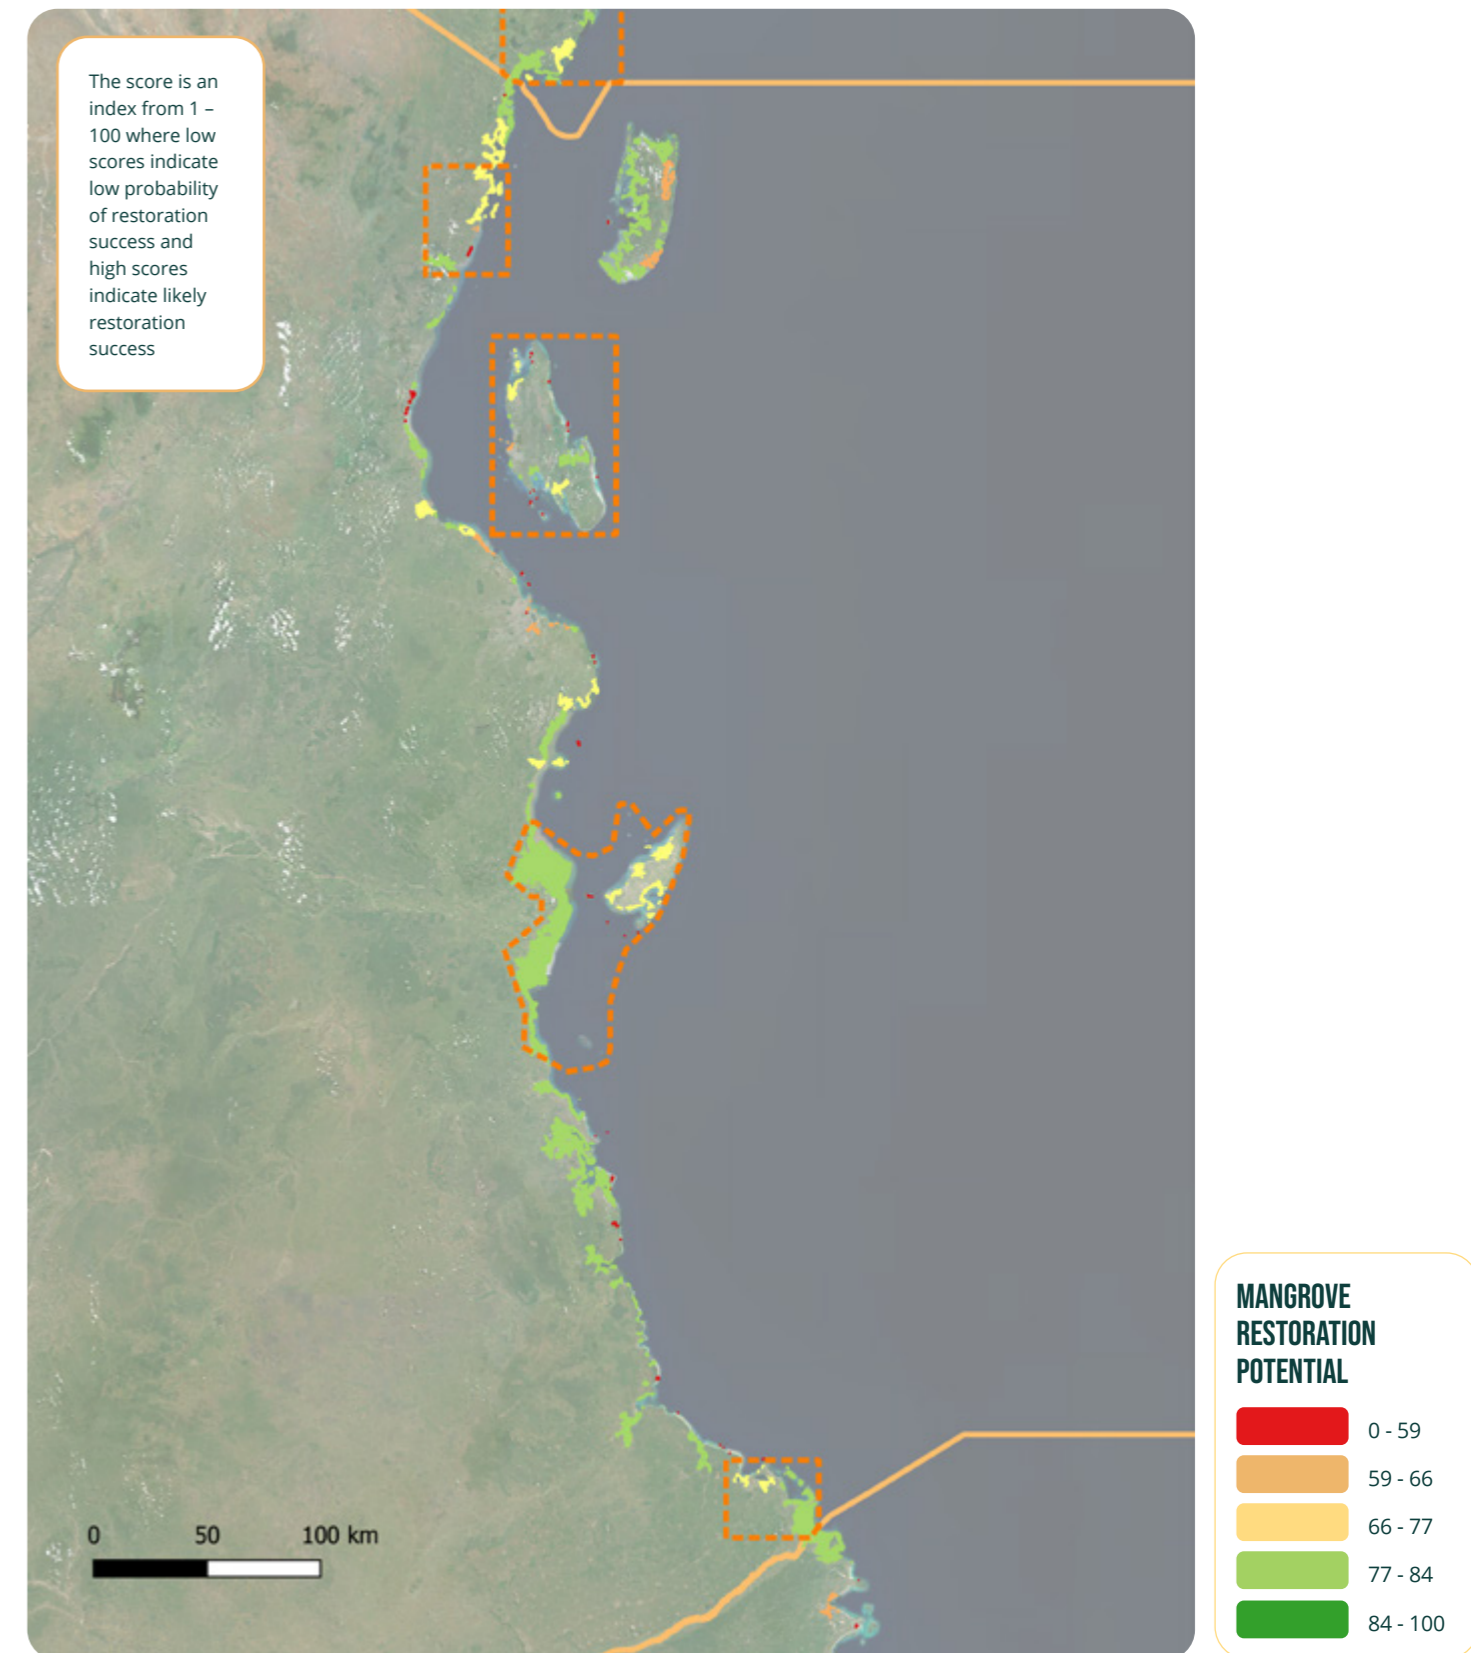 The score is an
index from 1 –
100 where low
scores indicate
low probability
of restoration
success and
high scores
indicate likely
restoration
success
0 50 100 km
MANGROVE
RESTORATION
POTENTIAL
0 - 59
59 - 66
66 - 77
77 - 84
84 - 100